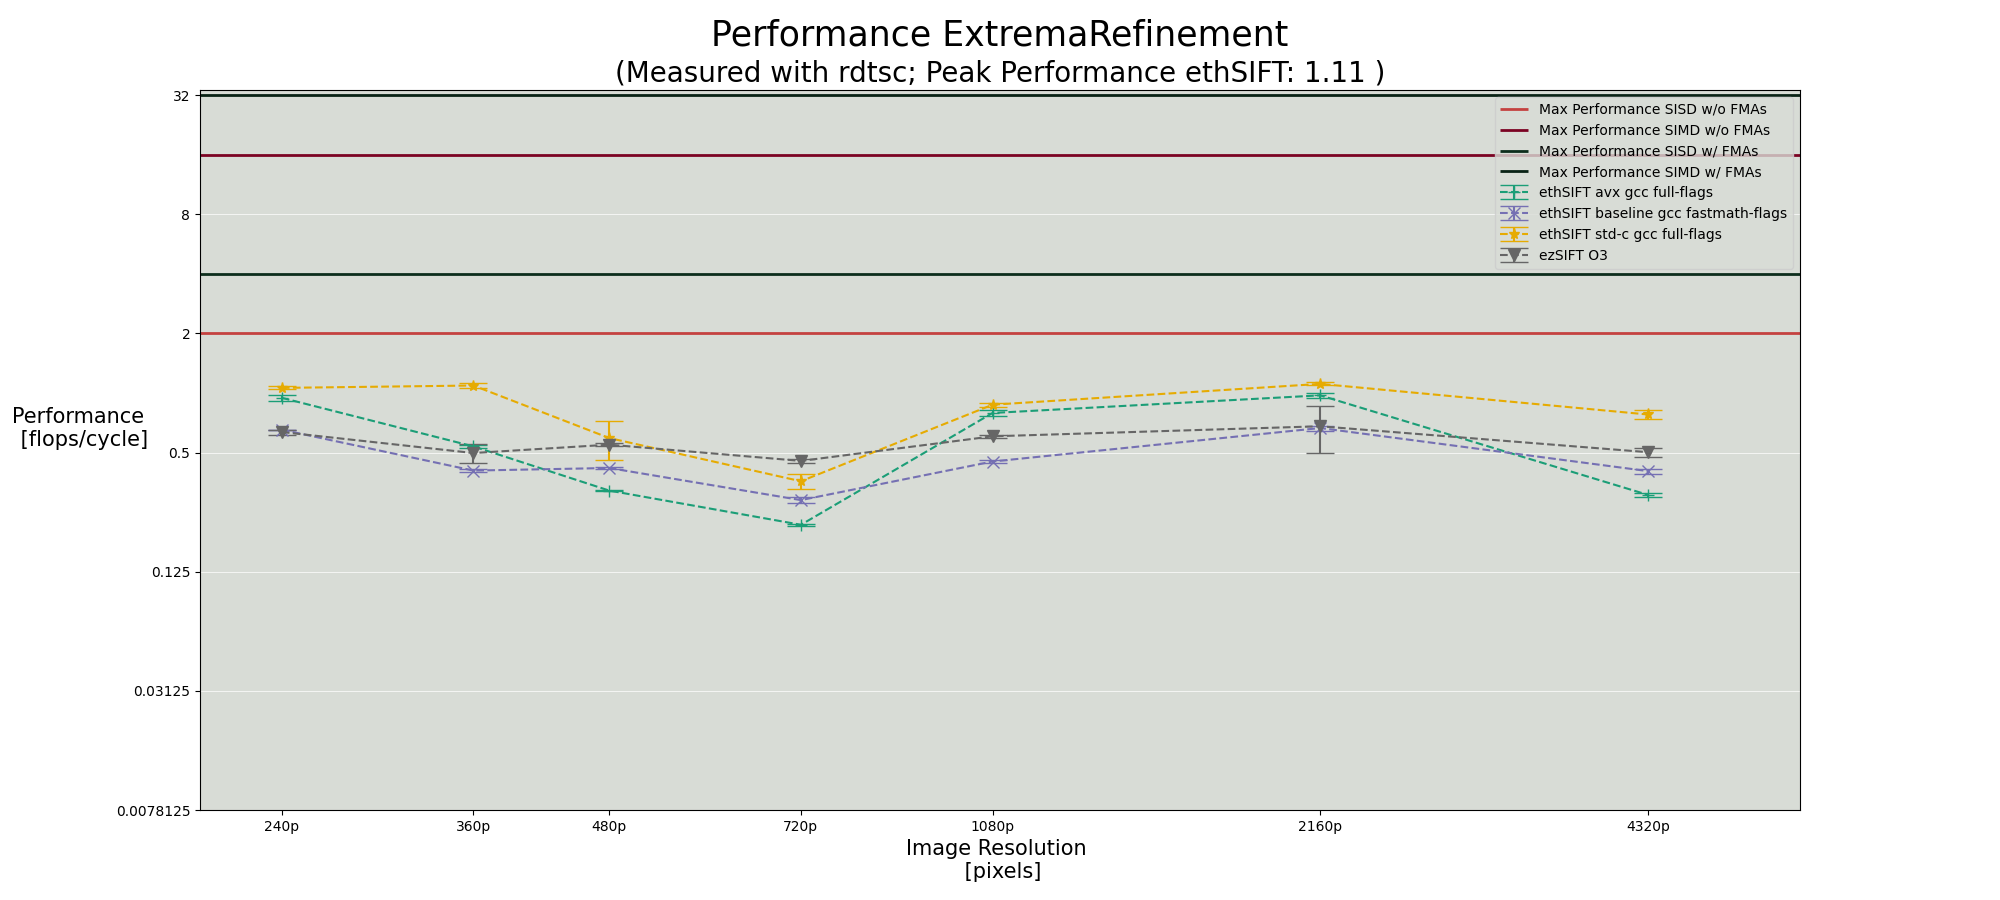 Performance ExtremaRefinement
(Measured with rdtsc; Peak Performance ethSIFT: 1.11 )
32
8
2
0.5
0.125
0.03125
0.0078125
Performance
[flops/cycle]
Max Performance SISD w/o FMAs
Max Performance SIMD w/o FMAs
Max Performance SISD w/ FMAs
Max Performance SIMD w/ FMAs
ethSIFT avx gcc full-flags
ethSIFT baseline gcc fastmath-flags
ethSIFT std-c gcc full-flags
ezSIFT O3
240p 360p 480p 720p 1080p 2160p 4320p
Image Resolution
[pixels]